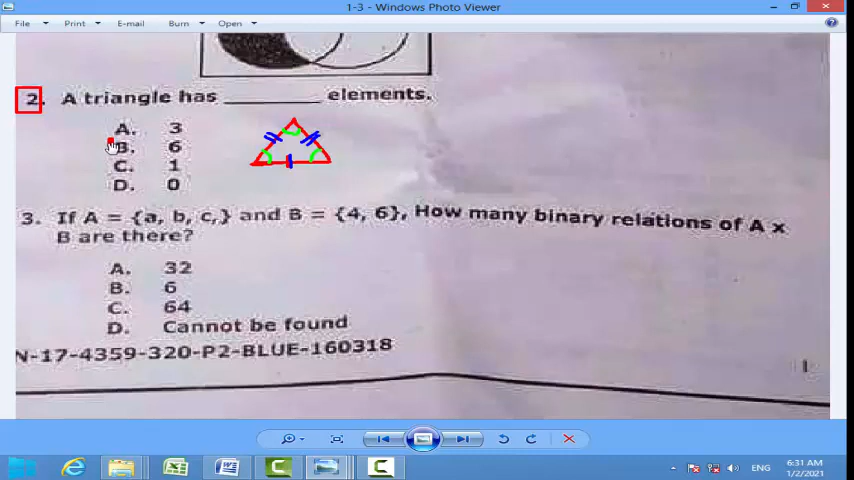 1-3 - Windows Photo Viewer
File Print E-mail Burn Open
2. A triangle has ________ elements.
A. 3
B. 6
C. 1
D. 0
3. If A = {a, b, c,} and B = {4, 6}, How many binary relations of A x
B are there?
A. 32
B. 6
C. 64
D. Cannot be found
N-17-4359-320-P2-BLUE-160318
1
ENG
6:31 AM
1/2/2021